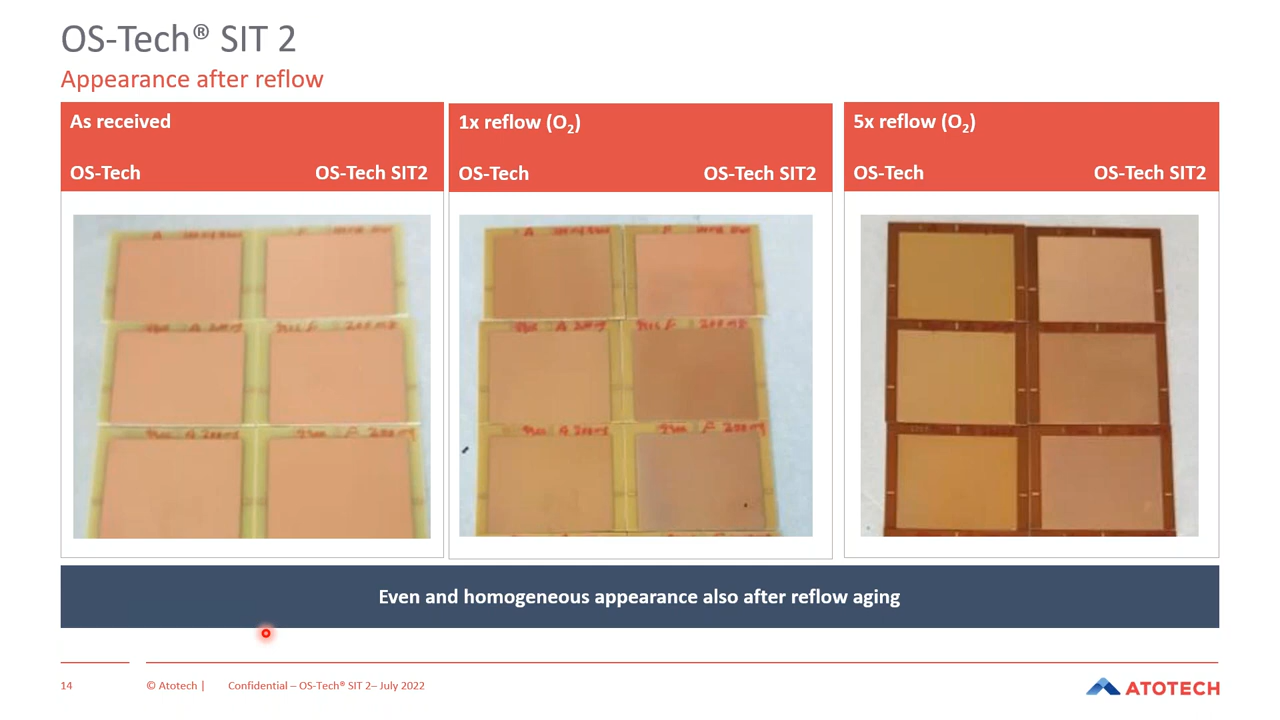 OS-Tech® SIT 2
Appearance after reflow
As received
OS-Tech OS-Tech SIT2
1x reflow (O₂)
OS-Tech OS-Tech SIT2
5x reflow (O₂)
OS-Tech OS-Tech SIT2
Even and homogeneous appearance also after reflow aging
14 © Atotech | Confidential – OS-Tech® SIT 2– July 2022
ATOTECH